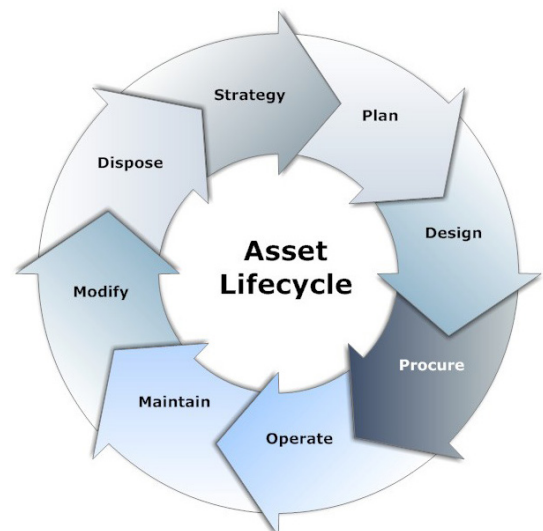 Strategy
Plan
Design
Procure
Operate
Maintain
Modify
Dispose
Asset
Lifecycle